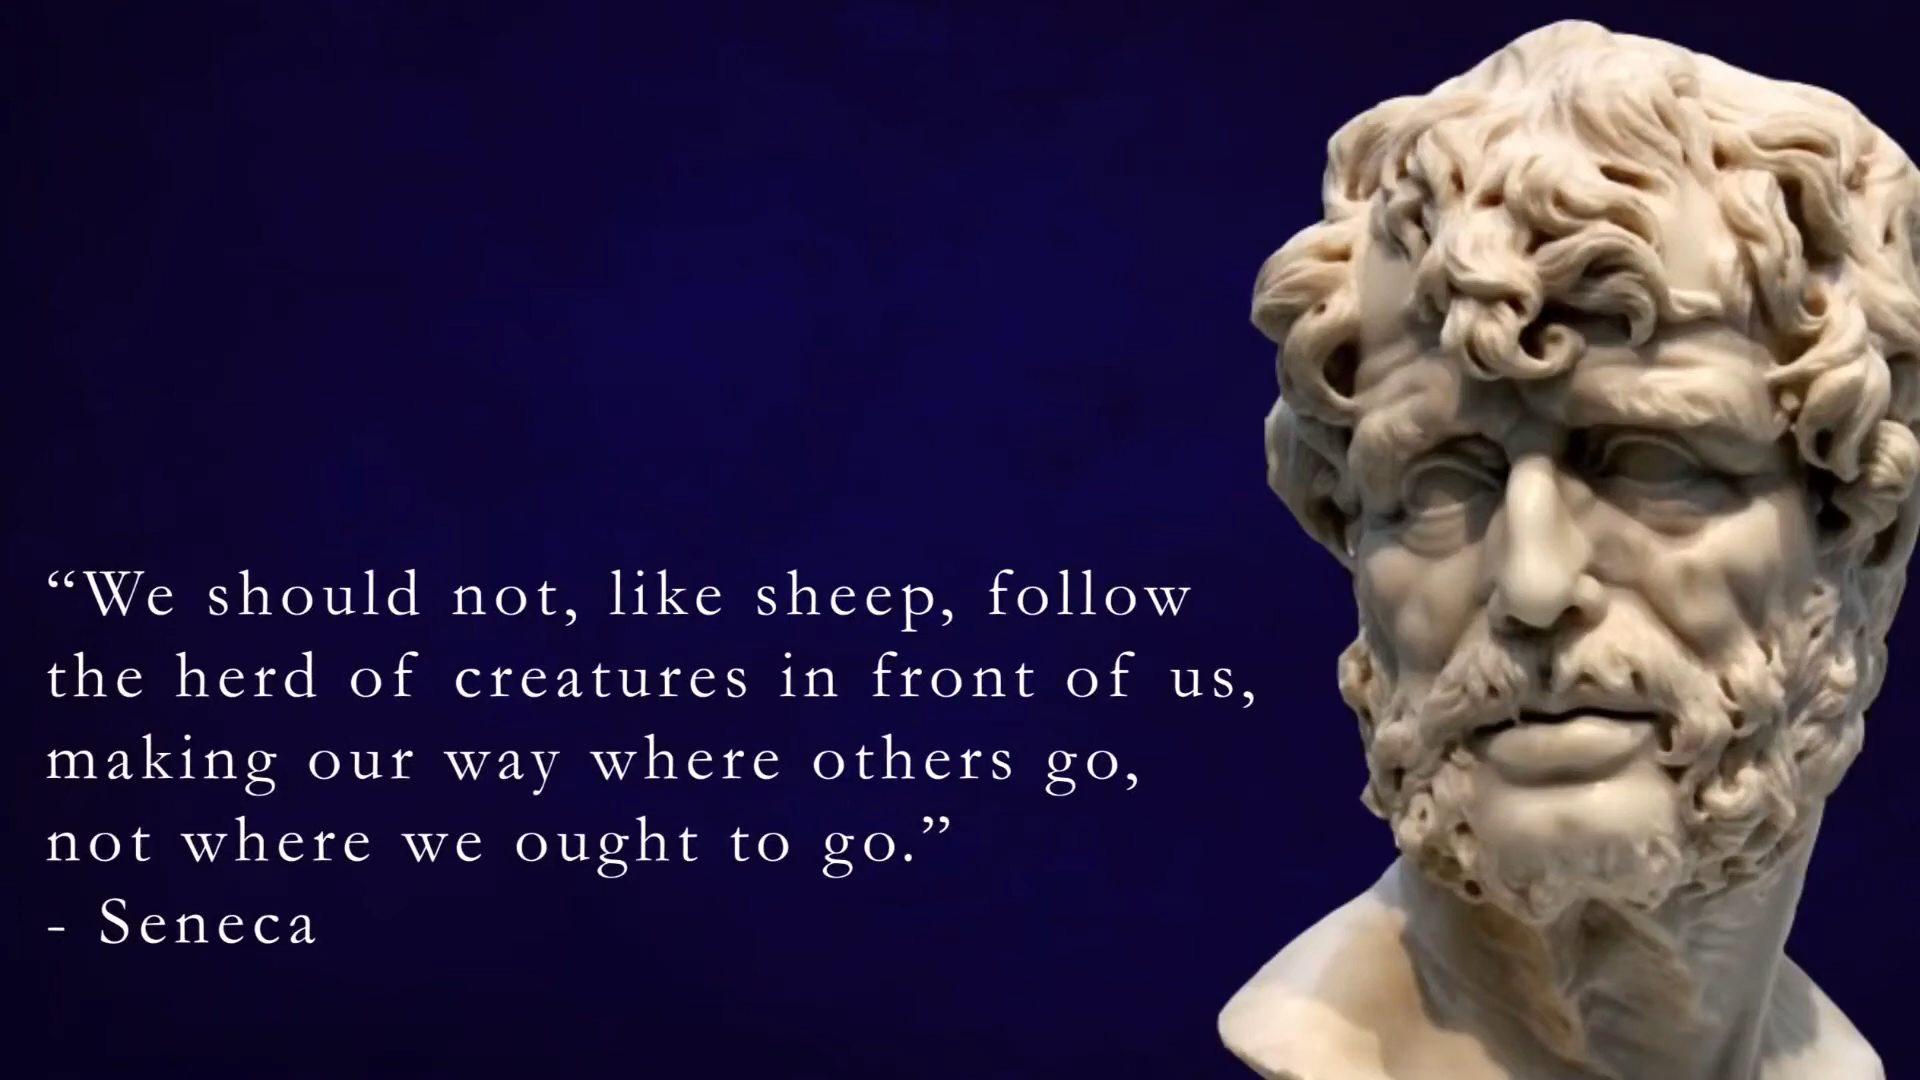 “We should not, like sheep, follow
the herd of creatures in front of us,
making our way where others go,
not where we ought to go.”
- Seneca